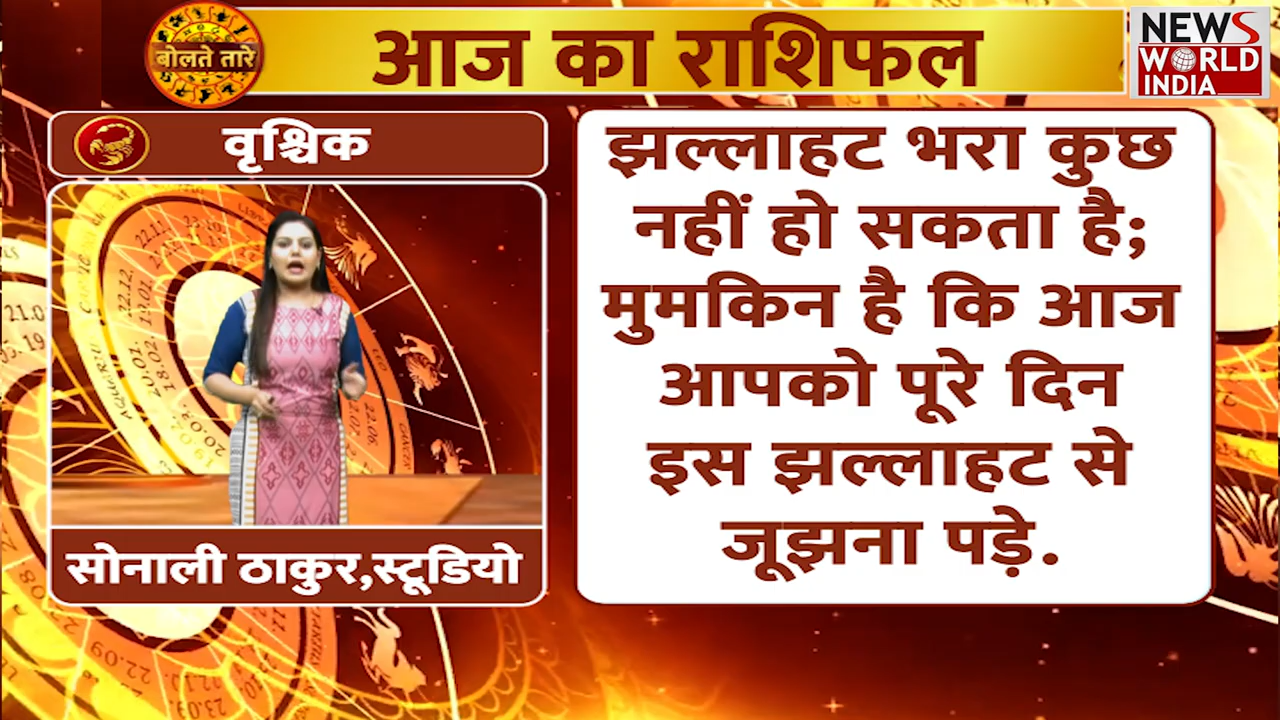 बोलते तारे
आज का राशिफल
NEWS
WORLD
INDIA
वृश्चिक
झल्लाहट भरा कुछ
नहीं हो सकता है;
मुमकिन है कि आज
आपको पूरे दिन
इस झल्लाहट से
जूझना पड़े.
सोनाली ठाकुर,स्टूडियो